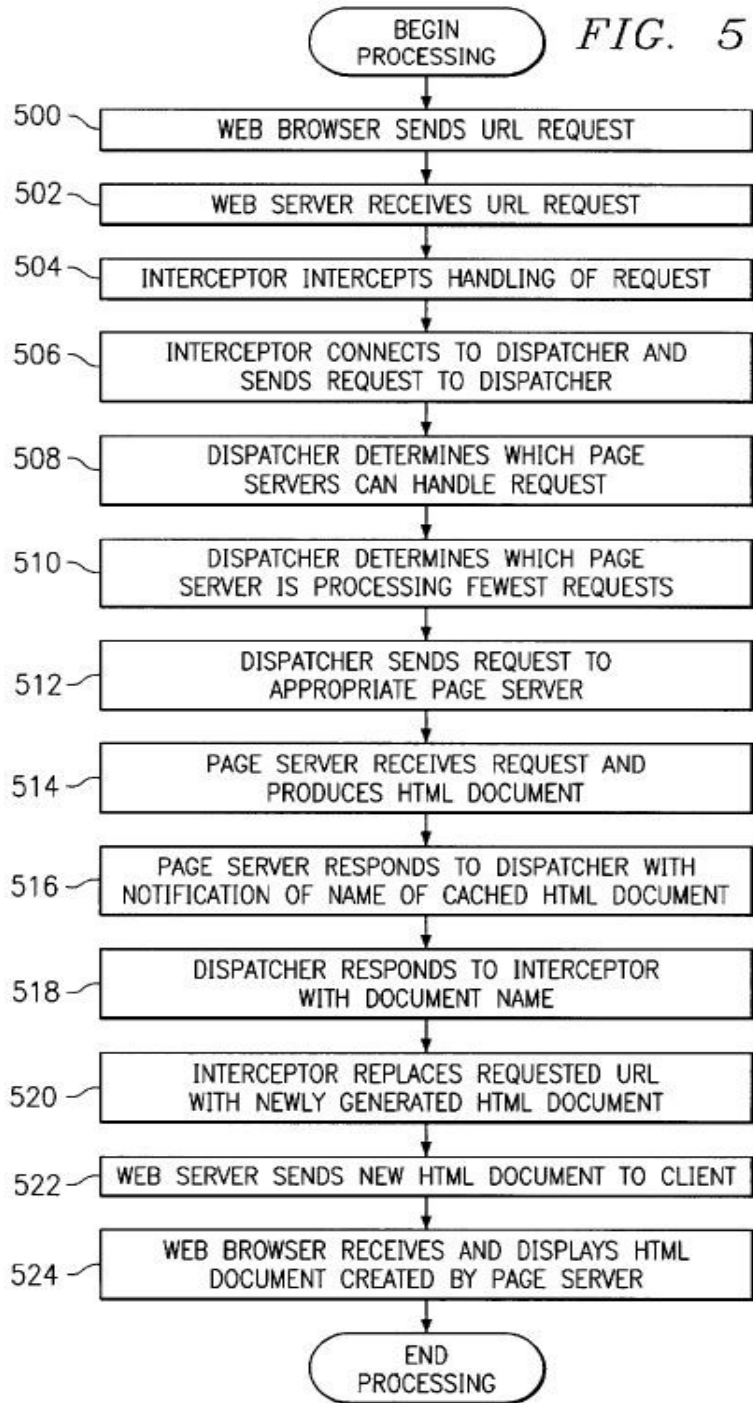 BEGIN
PROCESSING
FIG. 5
500
WEB BROWSER SENDS URL REQUEST
502
WEB SERVER RECEIVES URL REQUEST
504
INTERCEPTOR INTERCEPTS HANDLING OF REQUEST
506
INTERCEPTOR CONNECTS TO DISPATCHER AND
SENDS REQUEST TO DISPATCHER
508
DISPATCHER DETERMINES WHICH PAGE
SERVERS CAN HANDLE REQUEST
510
DISPATCHER DETERMINES WHICH PAGE
SERVER IS PROCESSING FEWEST REQUESTS
512
DISPATCHER SENDS REQUEST TO
APPROPRIATE PAGE SERVER
514
PAGE SERVER RECEIVES REQUEST AND
PRODUCES HTML DOCUMENT
516
PAGE SERVER RESPONDS TO DISPATCHER WITH
NOTIFICATION OF NAME OF CACHED HTML DOCUMENT
518
DISPATCHER RESPONDS TO INTERCEPTOR
WITH DOCUMENT NAME
520
INTERCEPTOR REPLACES REQUESTED URL
WITH NEWLY GENERATED HTML DOCUMENT
522
WEB SERVER SENDS NEW HTML DOCUMENT TO CLIENT
524
WEB BROWSER RECEIVES AND DISPLAYS HTML
DOCUMENT CREATED BY PAGE SERVER
END
PROCESSING